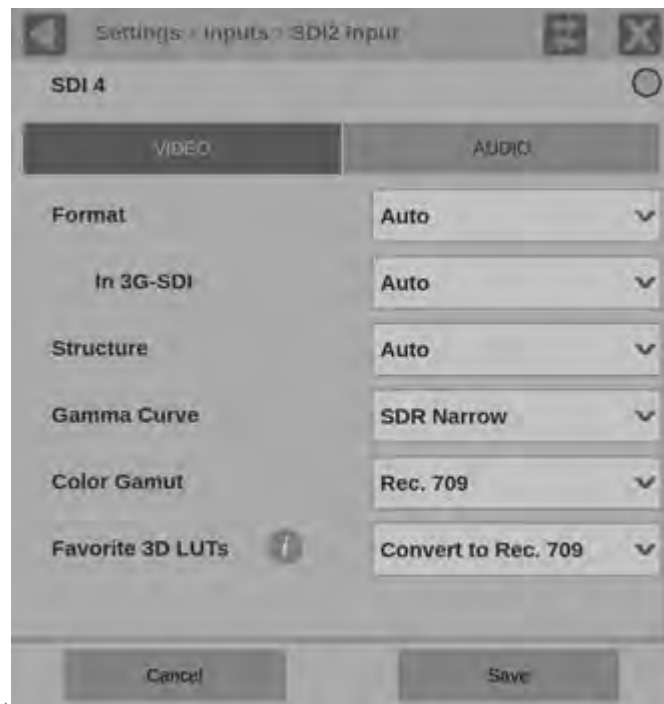 Settings > Inputs > SDI2 Input
SDI 4
VIDEO AUDIO
Format Auto
In 3G-SDI Auto
Structure Auto
Gamma Curve SDR Narrow
Color Gamut Rec. 709
Favorite 3D LUTs i Convert to Rec. 709
Cancel Save